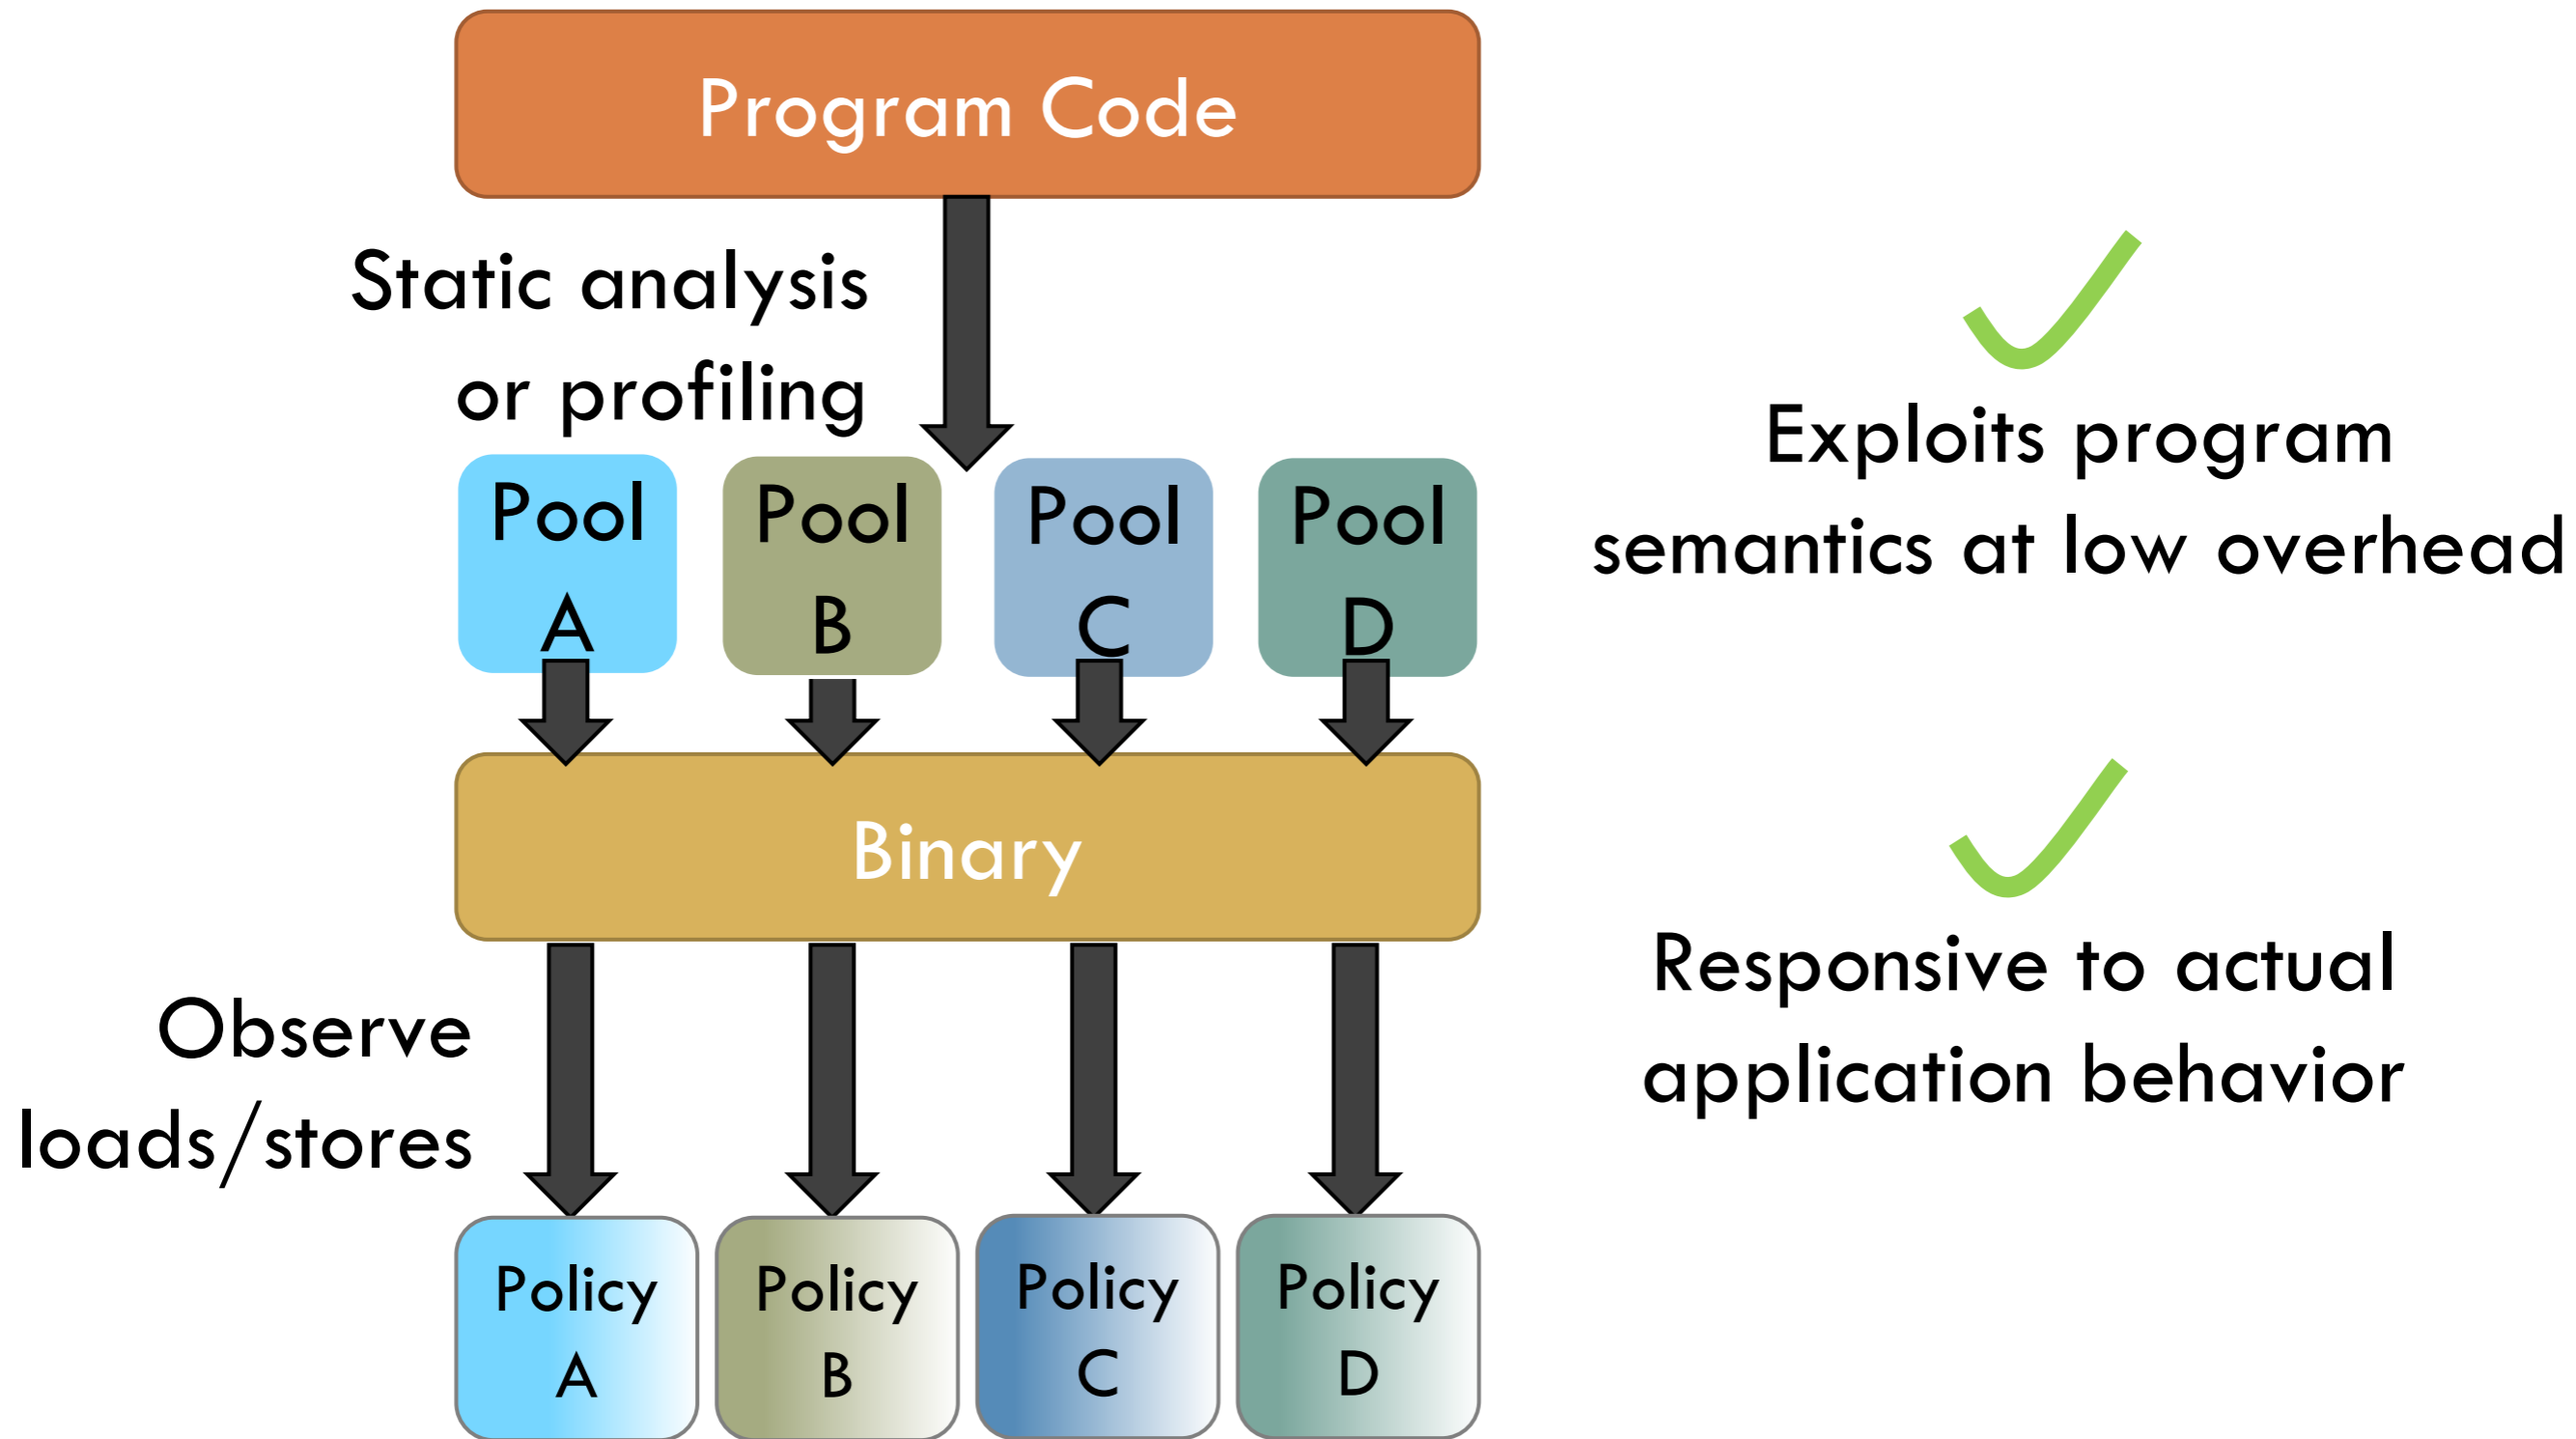 Program Code
Static analysis
or profiling
Pool
A
Pool
B
Pool
C
Pool
D
Exploits program
semantics at low overhead
Binary
Observe
loads/stores
Responsive to actual
application behavior
Policy
A
Policy
B
Policy
C
Policy
D